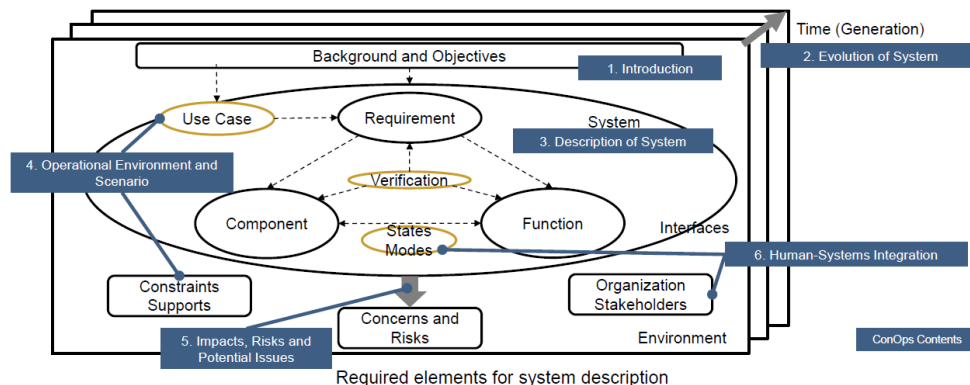 Time (Generation)
2. Evolution of System
Background and Objectives
1. Introduction
Use Case
Requirement
System
3. Description of System
4. Operational Environment and
Scenario
Verification
Component
Function
States
Modes
Interfaces
6. Human-Systems Integration
Constraints
Supports
Organization
Stakeholders
Concerns and
Risks
5. Impacts, Risks and
Potential Issues
Environment
ConOps Contents
Required elements for system description